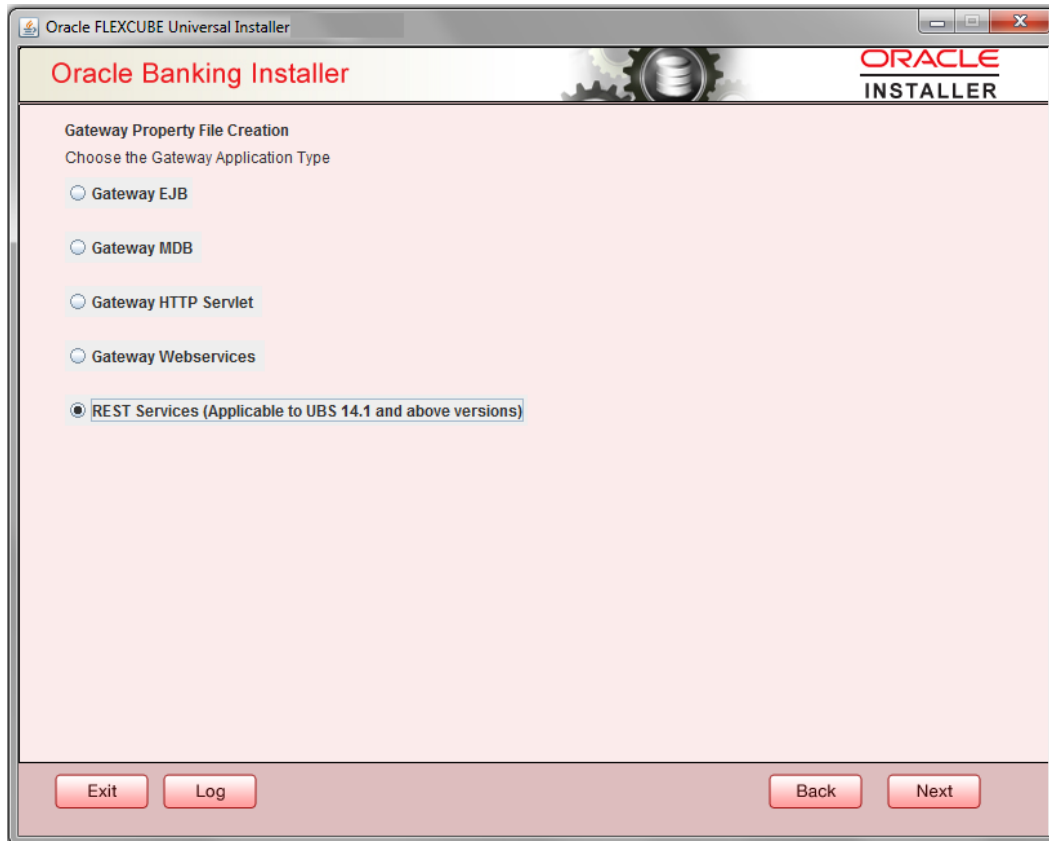 Oracle FLEXCUBE Universal Installer
Oracle Banking Installer
ORACLE
INSTALLER
Gateway Property File Creation
Choose the Gateway Application Type
Gateway EJB
Gateway MDB
Gateway HTTP Servlet
Gateway Webservices
REST Services (Applicable to UBS 14.1 and above versions)
Exit
Log
Back
Next